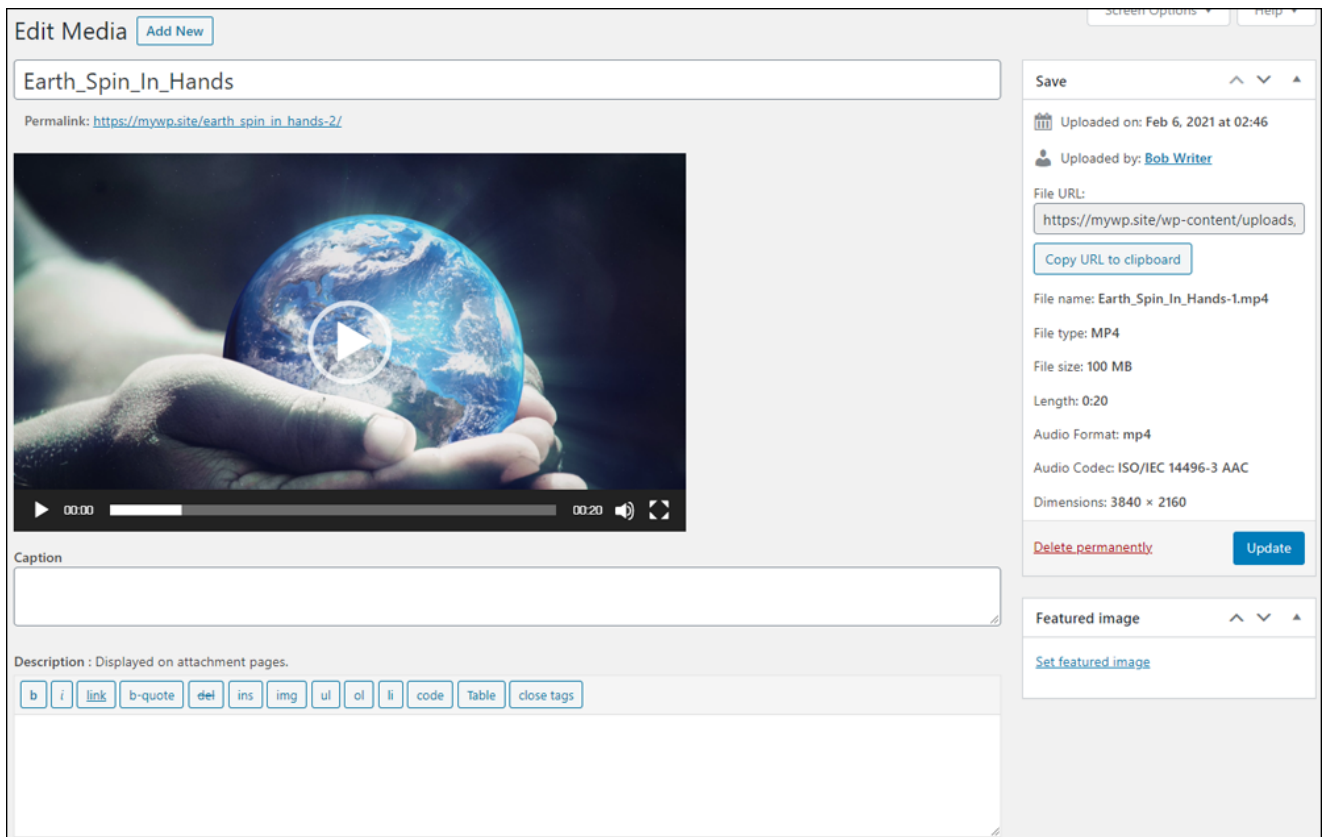 Screen Options
Help
Edit Media Add New
Earth_Spin_In_Hands
Permalink: https://mywp.site/earth_spin_in_hands-2/
00:00 00:20
Caption
Description : Displayed on attachment pages.
b i link b-quote del ins img ul ol li code Table close tags
Save
Uploaded on: Feb 6, 2021 at 02:46
Uploaded by: Bob Writer
File URL:
https://mywp.site/wp-content/uploads,
Copy URL to clipboard
File name: Earth_Spin_In_Hands-1.mp4
File type: MP4
File size: 100 MB
Length: 0:20
Audio Format: mp4
Audio Codec: ISO/IEC 14496-3 AAC
Dimensions: 3840 × 2160
Delete permanently Update
Featured image
Set featured image